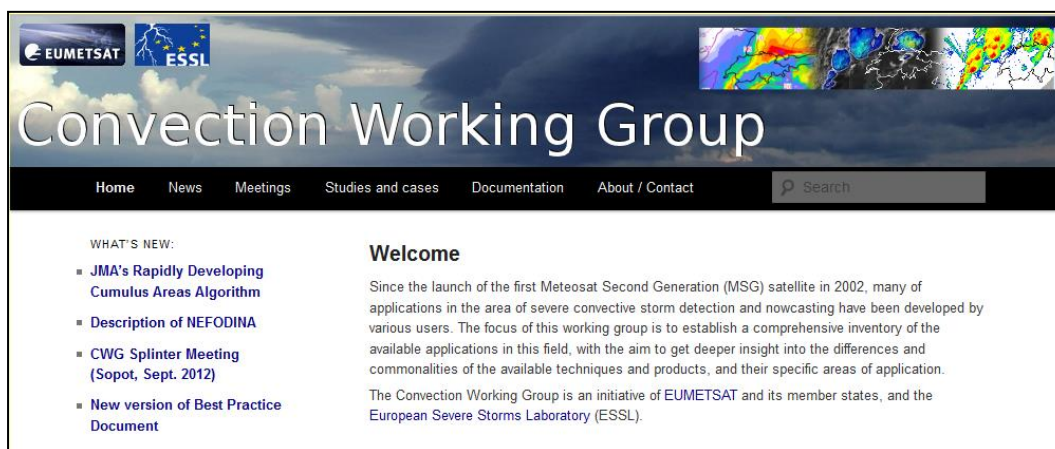 EUMETSAT
ESSL
Convection Working Group
Home News Meetings Studies and cases Documentation About / Contact Search
WHAT'S NEW:
JMA's Rapidly Developing
Cumulus Areas Algorithm
Description of NEFODINA
CWG Splinter Meeting
(Sopot, Sept. 2012)
New version of Best Practice
Document
Welcome
Since the launch of the first Meteosat Second Generation (MSG) satellite in 2002, many of
applications in the area of severe convective storm detection and nowcasting have been developed by
various users. The focus of this working group is to establish a comprehensive inventory of the
available applications in this field, with the aim to get deeper insight into the differences and
commonalities of the available techniques and products, and their specific areas of application.
The Convection Working Group is an initiative of EUMETSAT and its member states, and the
European Severe Storms Laboratory (ESSL).